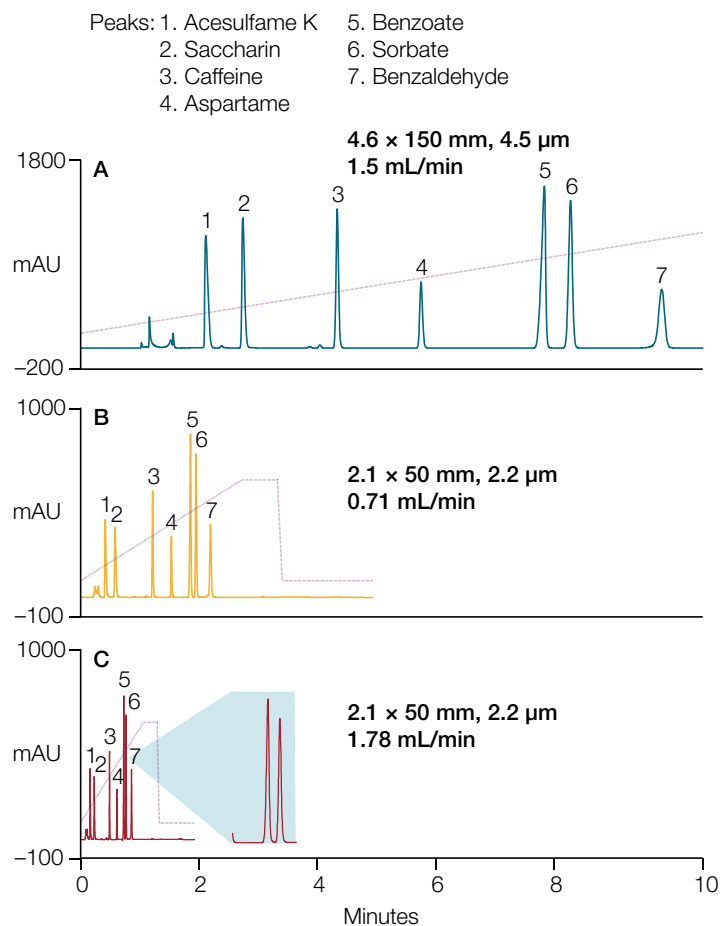 Peaks: 1. Acesulfame K 5. Benzoate
2. Saccharin 6. Sorbate
3. Caffeine 7. Benzaldehyde
4. Aspartame
4.6 × 150 mm, 4.5 µm
1.5 mL/min
1800
A
mAU
–200
1 2 3 4 5 6 7
1000
B
2.1 × 50 mm, 2.2 µm
0.71 mL/min
mAU
–100
1 2 3 4 5 6 7
1000
C
2.1 × 50 mm, 2.2 µm
1.78 mL/min
mAU
–100
1 2 3 4 5 6 7
0 2 4 6 8 10
Minutes